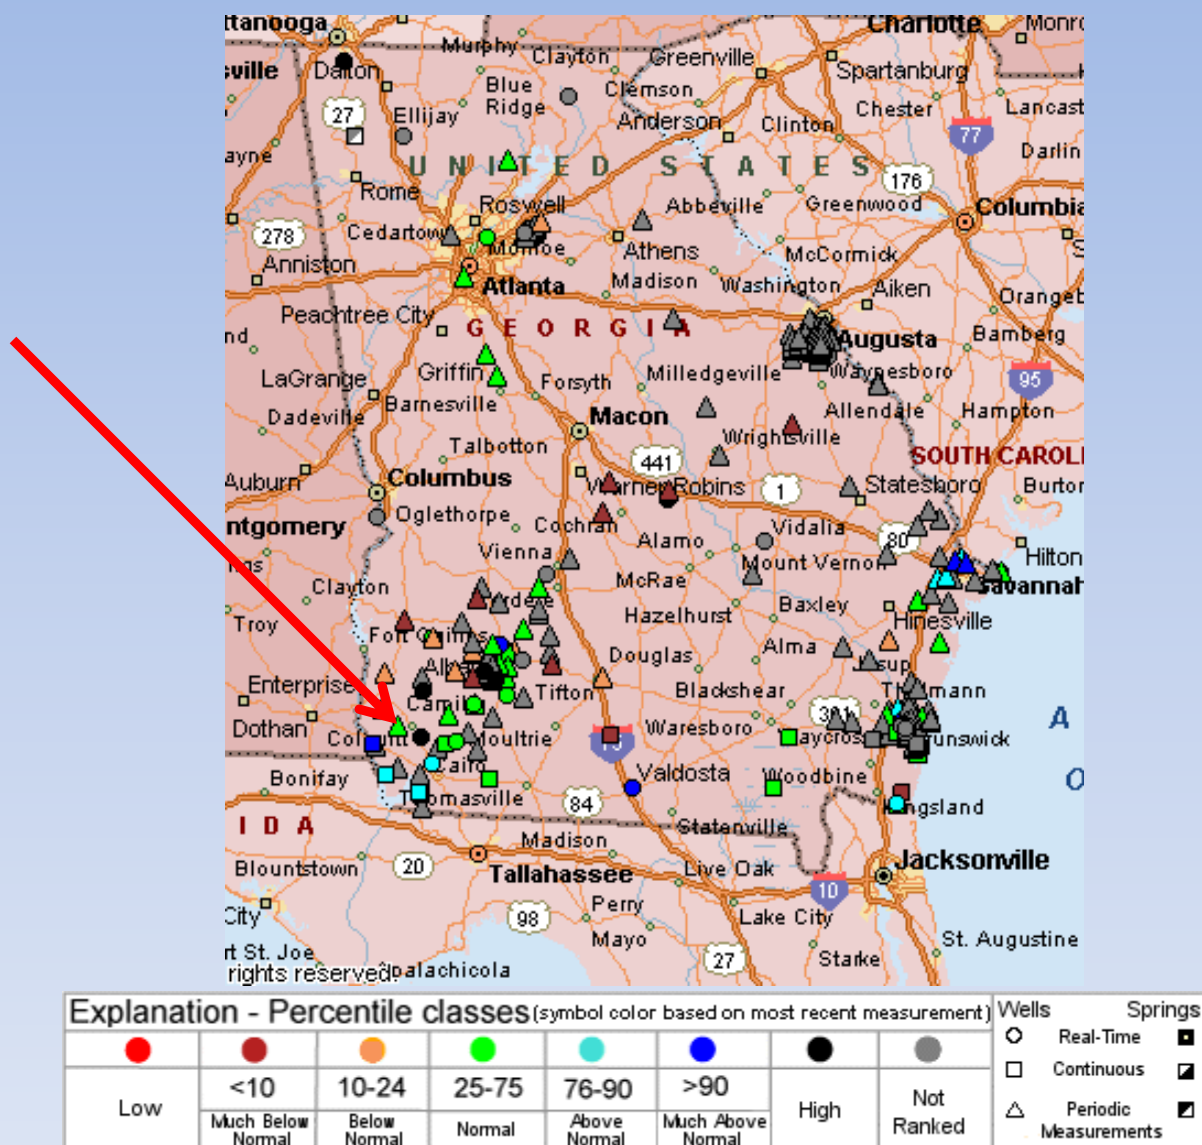 ttanooga
Charlotte
Monro
Murphy
Clayton
Greenville
sville
Dalton
Spartanburg
Blue
Ridge
Clemson
Chester
Lancast
27
Ellijay
Anderson
Clinton
77
ayne
UNITED STATES
Darlin
Rome
176
Roswell
Abbeville
Greenwood
Columbia
278
Cedartow
Monroe
Athens
McCormick
Anniston
Atlanta
Madison
Washington
Aiken
Orangeb
Peachtree City
GEORGIA
nd
Augusta
Bamberg
LaGrange
Griffin
Forsyth
Milledgeville
Waynesboro
95
Dadeville
Barnesville
Macon
Allendale
Hampton
Talbotton
Wrightsville
441
SOUTH CAROLI
Auburn
Columbus
Warner Robins
1
Statesboro
Burton
ntgomery
Oglethorpe
Cochran
Vidalia
80
Vienna
Alamo
Mount Vernon
Hilton
Clayton
McRae
Savannah
Troy
Hazelhurst
Baxley
Hinesville
Fort Gaines
Alma
Douglas
Enterprise
Tifton
Blackshear
Dothan
Moultrie
Waresboro
A
Cairo
Bonifay
Valdosta
Woodbine
O
Thomasville
84
Kingsland
IDA
Statenville
Madison
Blountstown
20
Tallahassee
Live Oak
Jacksonville
10
City
98
Perry
Lake City
rt St. Joe
Mayo
27
Starke
St. Augustine
rights reserved.
palachicola
Explanation - Percentile classes (symbol color based on most recent measurement)
Wells Springs
Real-Time
Continuous
Periodic
Measurements
Low
<10
Much Below
Normal
10-24
Below
Normal
25-75
Normal
76-90
Above
Normal
>90
Much Above
Normal
High
Not
Ranked